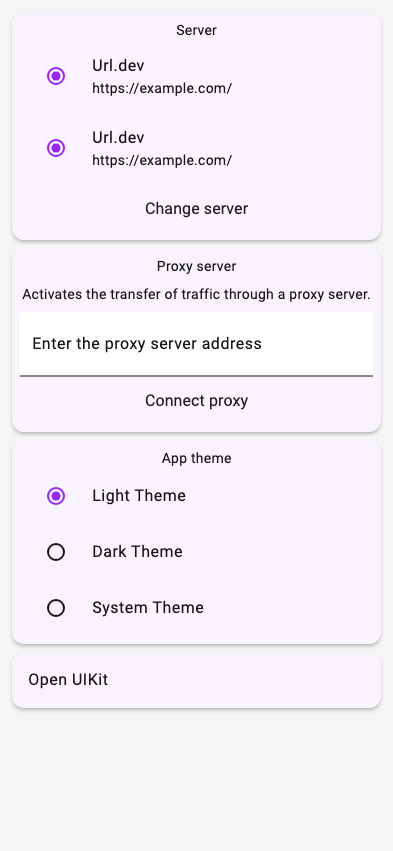 Server
Url.dev
https://example.com/
Url.dev
https://example.com/
Change server
Proxy server
Activates the transfer of traffic through a proxy server.
Enter the proxy server address
Connect proxy
App theme
Light Theme
Dark Theme
System Theme
Open UIKit